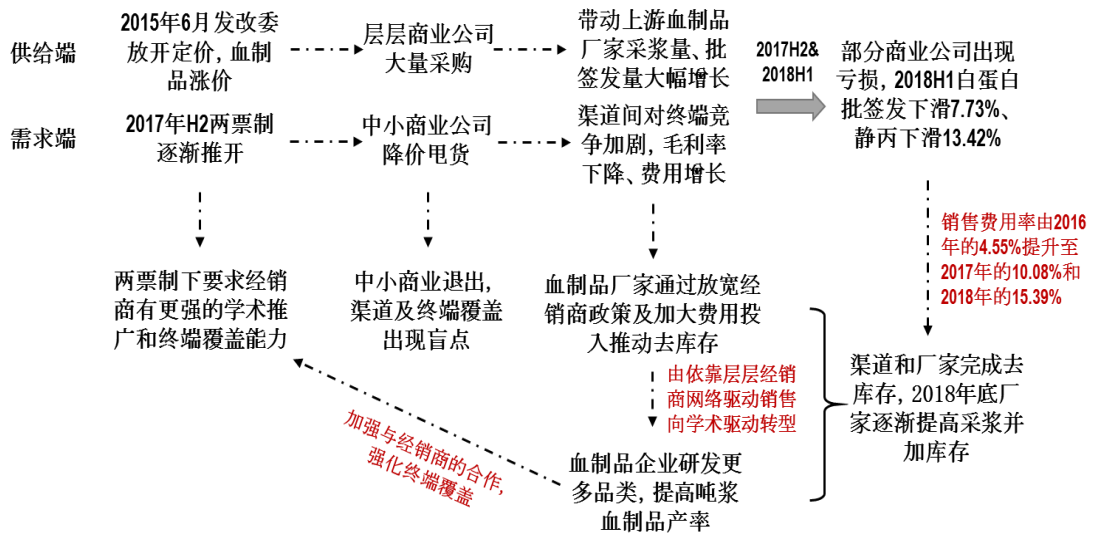 供给端
2015年6月发改委
放开定价，血制
品涨价
层层商业公司
大量采购
带动上游血制品
厂家采浆量、批
签发量大幅增长
2017H2&
2018H1
部分商业公司出现
亏损，2018H1白蛋白
批签发下滑7.73%、
静丙下滑13.42%
需求端
2017年H2两票制
逐渐推开
中小商业公司
降价甩货
渠道间对终端竞
争加剧，毛利率
下降、费用增长
销售费用率由2016
年的4.55%提升至
2017年的10.08%和
2018年的15.39%
两票制下要求经销
商有更强的学术推
广和终端覆盖能力
中小商业退出，
渠道及终端覆盖
出现盲点
血制品厂家通过放宽经
销商政策及加大费用投
入推动去库存
由依靠层层经销
商网络驱动销售
向学术驱动转型
渠道和厂家完成去
库存，2018年底厂
家逐渐提高采浆并
加库存
加强与经销商的合作，
强化终端覆盖
血制品企业研发更
多品类，提高吨浆
血制品产率